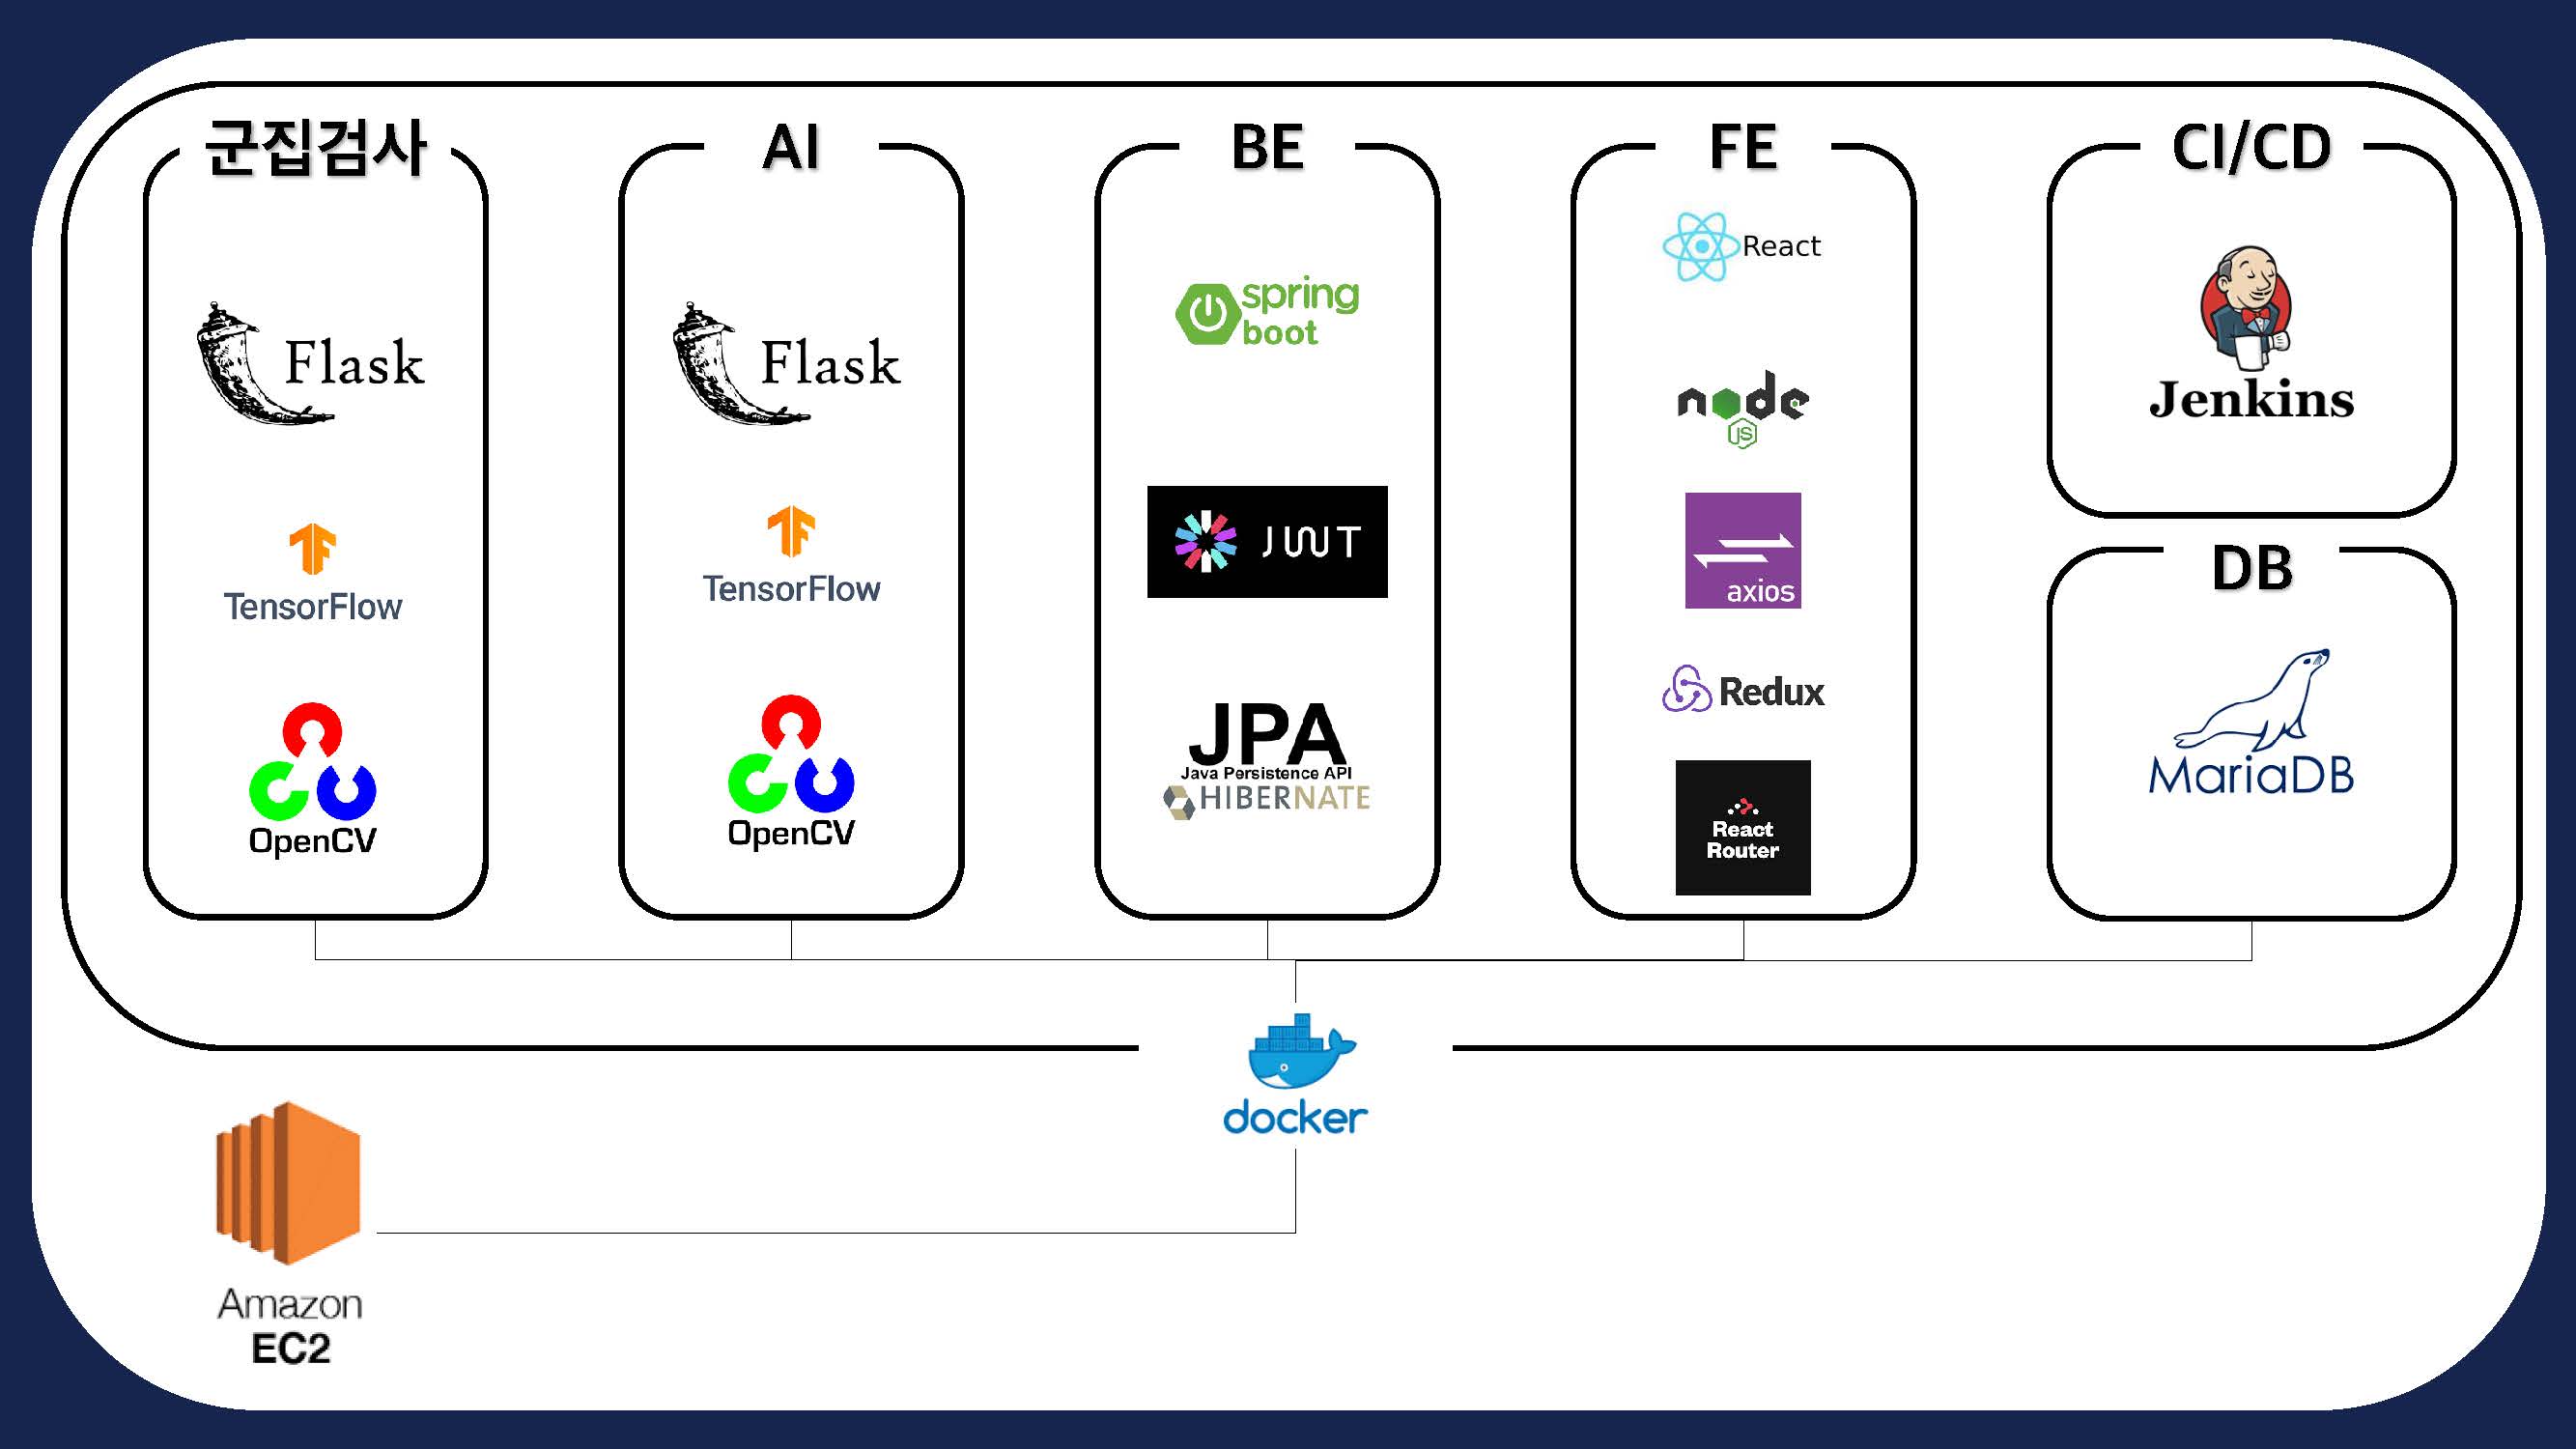 군집검사
Flask
TensorFlow
OpenCV
AI
Flask
TensorFlow
OpenCV
BE
spring
boot
JWT
JPA
Java Persistence API
HIBERNATE
FE
React
node
JS
axios
Redux
React
Router
CI/CD
Jenkins
DB
MariaDB
docker
Amazon
EC2